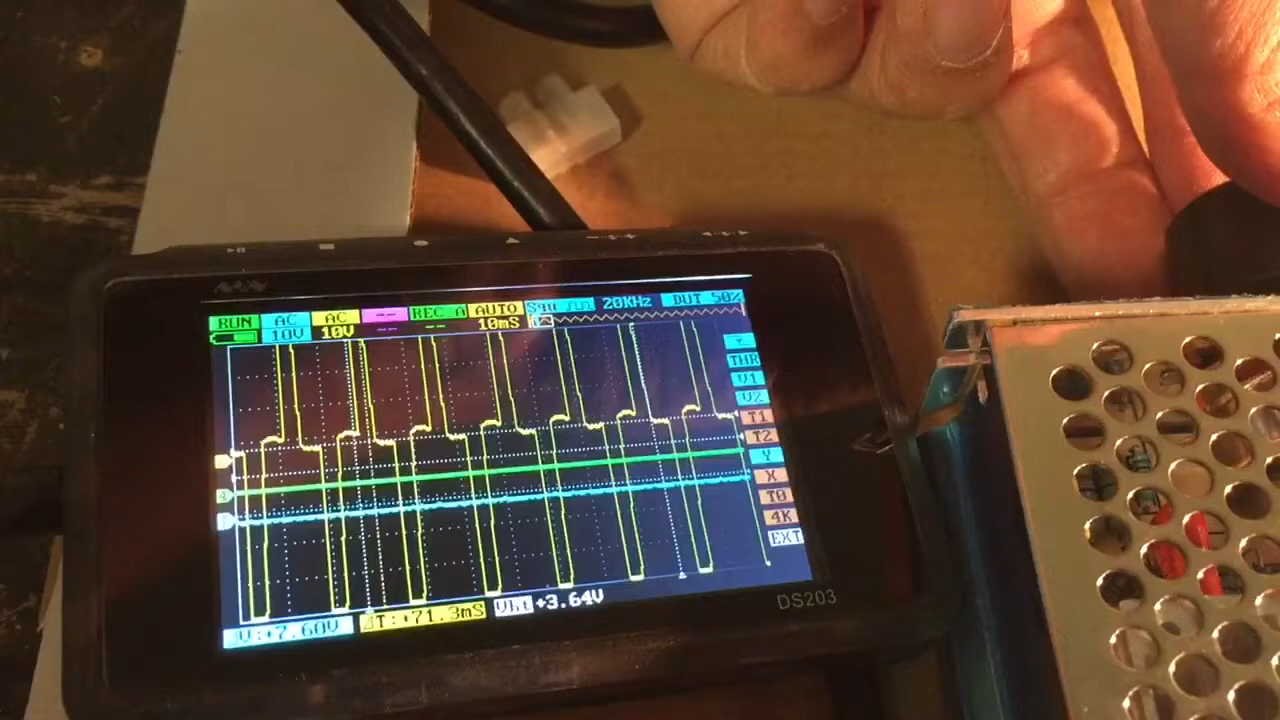 RUN AC AC -- REC A AUTO Squ 20KHz DUT 50%
10V 10V -- -- 10mS
THR
V1
V2
T1
T2
Y
X
T0
4K
EXT
V:+7.60V ΔT:+71.3mS Vbt +3.64V
DS203